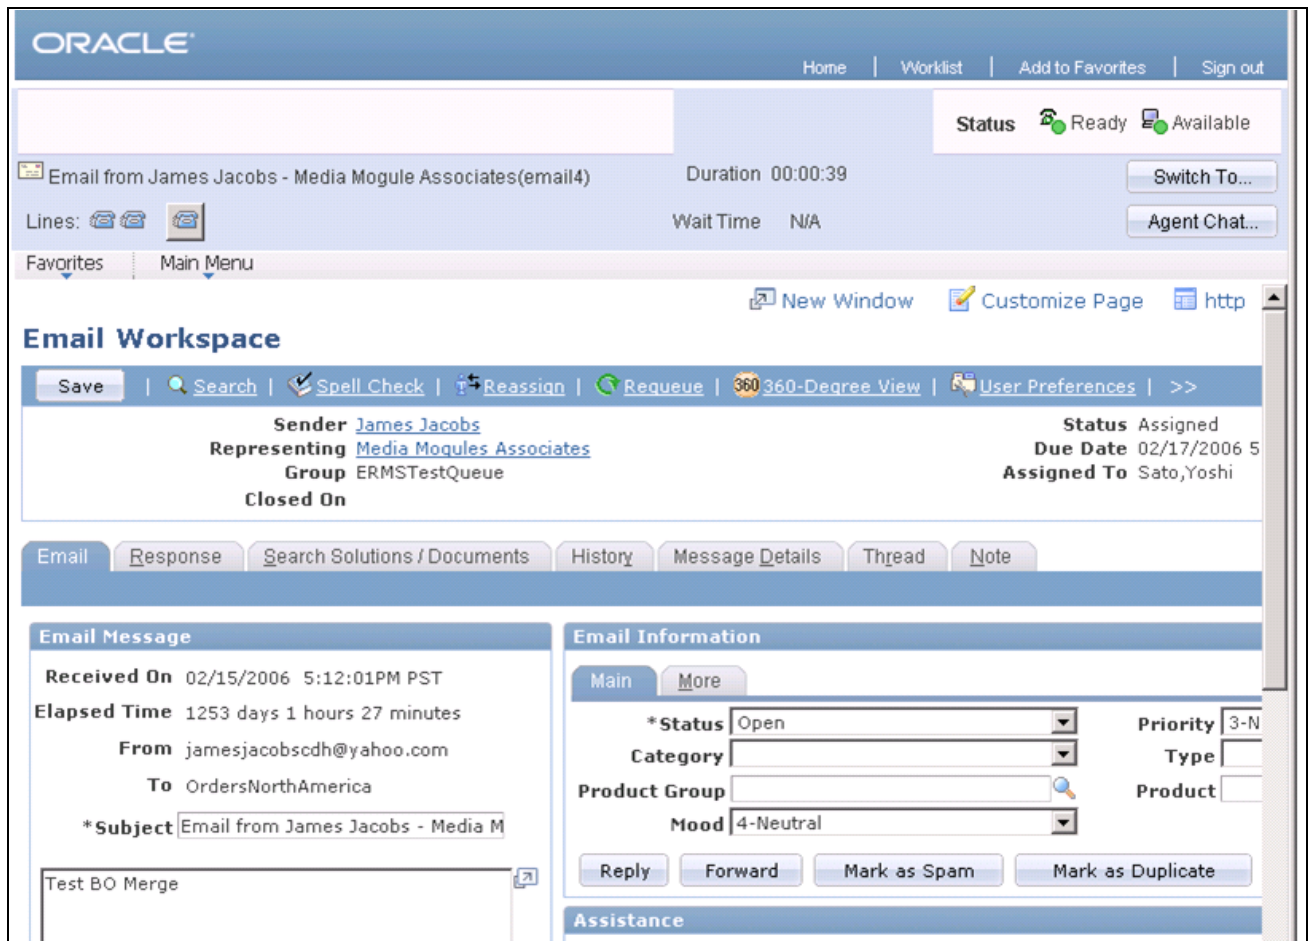 ORACLE
Home | Worklist | Add to Favorites | Sign out
Status Ready Available
Email from James Jacobs - Media Mogule Associates(email4) Duration 00:00:39 Switch To...
Lines: Wait Time N/A Agent Chat...
Favorites Main Menu
New Window Customize Page http
Email Workspace
Save | Search | Spell Check | Reassign | Requeue | 360 360-Degree View | User Preferences | >>
Sender James Jacobs Status Assigned
Representing Media Mogules Associates Due Date 02/17/2006 5
Group ERMSTestQueue Assigned To Sato,Yoshi
Closed On
Email Response Search Solutions / Documents History Message Details Thread Note
Email Message Email Information
Received On 02/15/2006 5:12:01PM PST Main More
Elapsed Time 1253 days 1 hours 27 minutes *Status Open Priority 3-N
From jamesjacobscdh@yahoo.com Category Type
To OrdersNorthAmerica Product Group Product
*Subject Email from James Jacobs - Media M Mood 4-Neutral
Reply Forward Mark as Spam Mark as Duplicate
Test BO Merge
Assistance